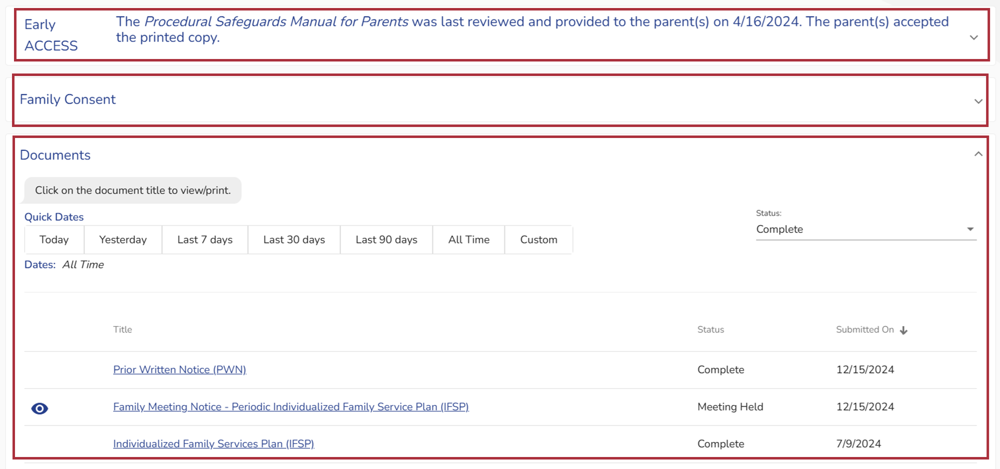 Early
ACCESS
The Procedural Safeguards Manual for Parents was last reviewed and provided to the parent(s) on 4/16/2024. The parent(s) accepted
the printed copy.
Family Consent
Documents
Click on the document title to view/print.
Quick Dates
Status:
Complete
Today Yesterday Last 7 days Last 30 days Last 90 days All Time Custom
Dates: All Time
Title Status Submitted On
Prior Written Notice (PWN) Complete 12/15/2024
Family Meeting Notice - Periodic Individualized Family Service Plan (IFSP) Meeting Held 12/15/2024
Individualized Family Services Plan (IFSP) Complete 7/9/2024